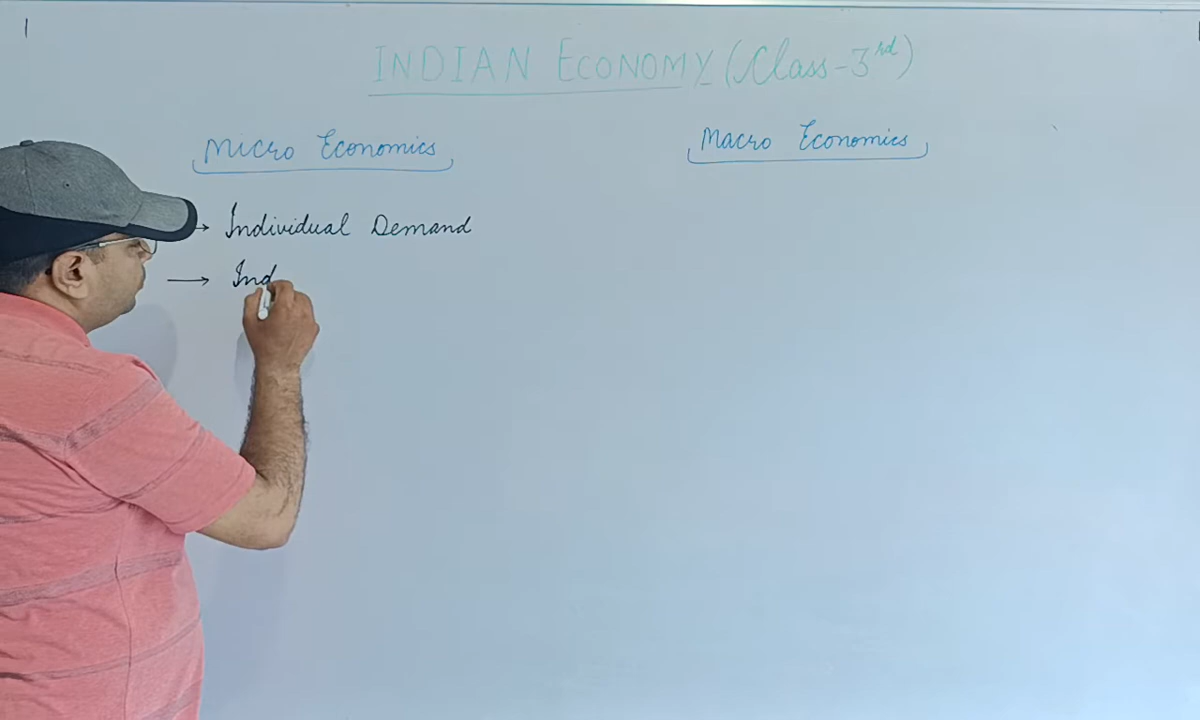 INDIAN ECONOMY (Class-3rd)
Micro Economics
Macro Economics
→ Individual Demand
→ Ind